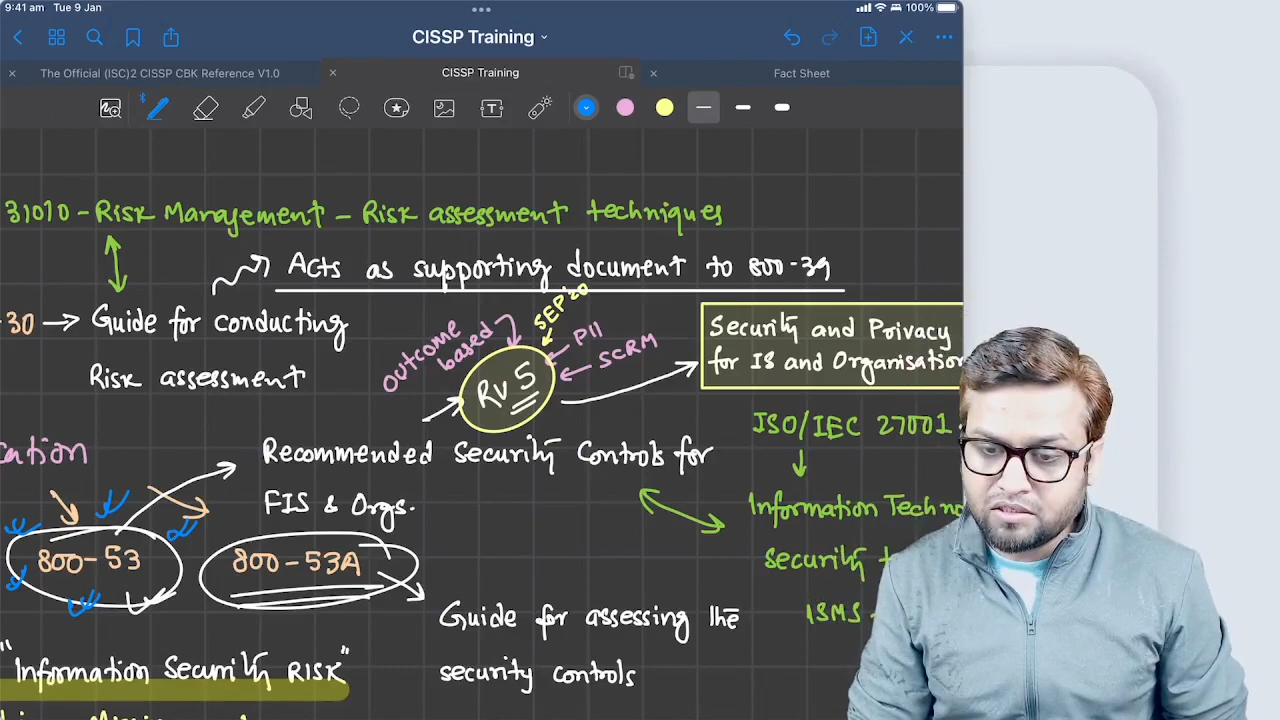 9:41 am Tue 9 Jan
100%
CISSP Training
The Official (ISC)2 CISSP CBK Reference V1.0
CISSP Training
Fact Sheet
31010 - Risk Management - Risk assessment techniques
Acts as supporting document to 800-39
30 → Guide for conducting
Risk assessment
Outcome
based
SEP'20
PII
SCRM
Rv 5
Security and Privacy
for IS and Organisation
ISO/IEC 27001
cation
Recommended Security Controls for
FIS & Orgs.
Information Techno
security
ISMS -
800-53
800-53A
Guide for assessing the
security controls
"Information Security RISK"